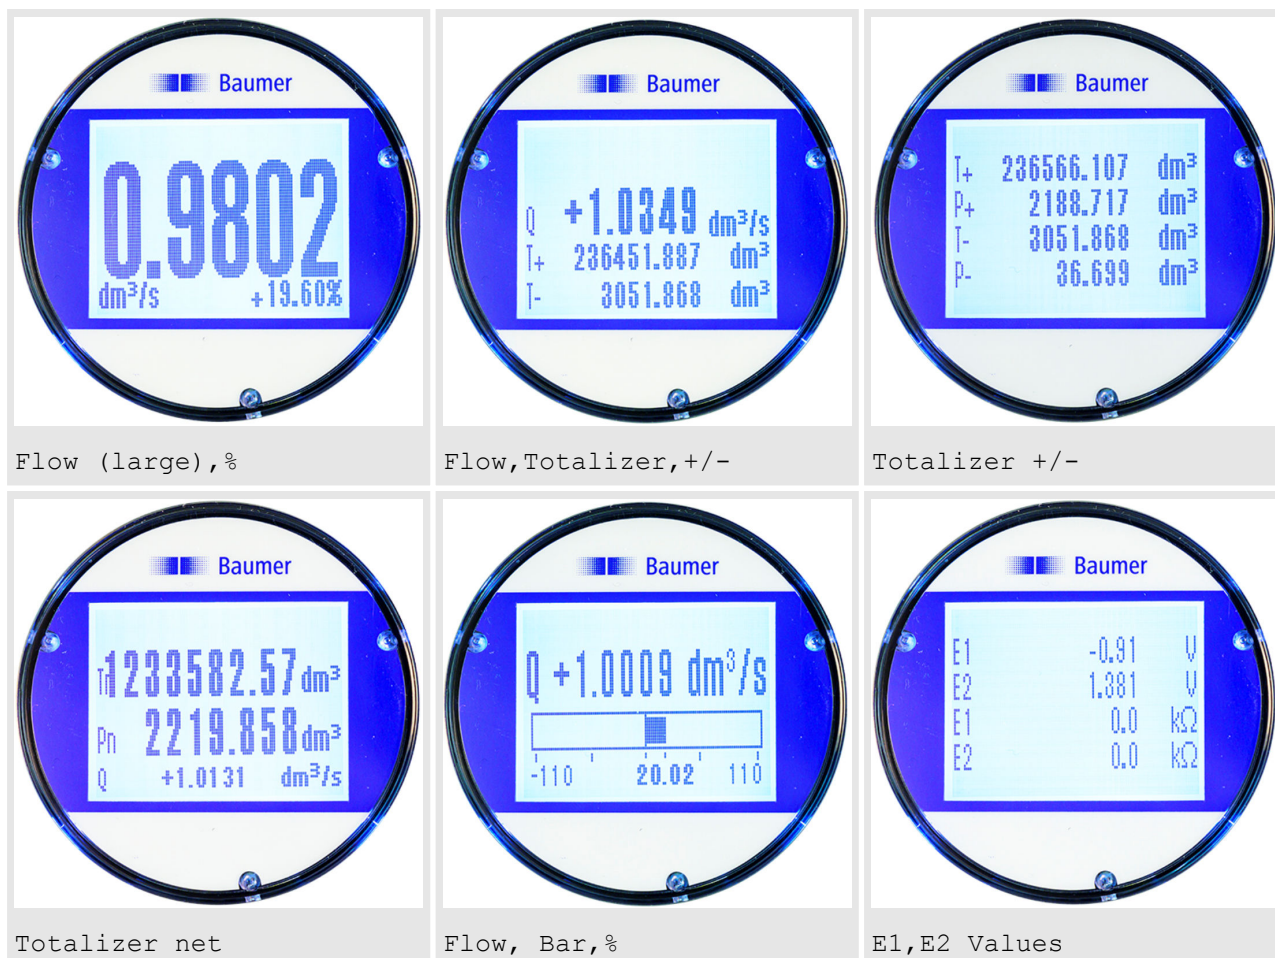 Baumer
0.9802
dm³/s +19.60%
Flow (large),%
Baumer
Q +1.0349 dm³/s
T+ 236451.887 dm³
T- 3051.868 dm³
Flow,Totalizer,+/-
Baumer
T+ 236566.107 dm³
P+ 2188.717 dm³
T- 3051.868 dm³
P- 36.699 dm³
Totalizer +/-
Baumer
1233582.57 dm³
Pn 2219.858 dm³
Q +1.0131 dm³/s
Totalizer net
Baumer
Q +1.0009 dm³/s
-110 20.02 110
Flow, Bar,%
Baumer
E1 -0.91 V
E2 1.381 V
E1 0.0 kΩ
E2 0.0 kΩ
E1,E2 Values